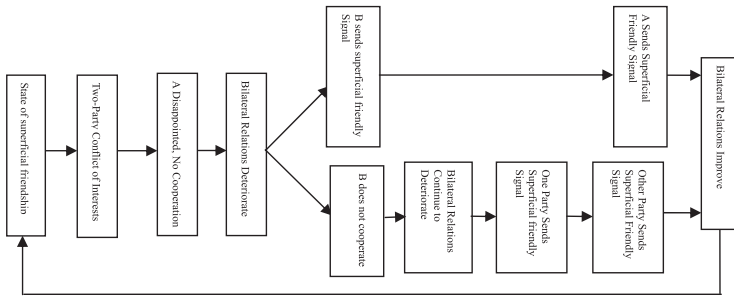 State of superficial friendship
Two-Party Conflict of Interests
A Disappointed, No Cooperation
Bilateral Relations Deteriorate
B sends superficial friendly
Signal
A Sends Superficial
Friendly Signal
B does not cooperate
Bilateral Relations
Continue to
Deteriorate
One Party Sends
Superficial friendly
Signal
Other Party Sends
Superficial Friendly
Signal
Bilateral Relations Improve